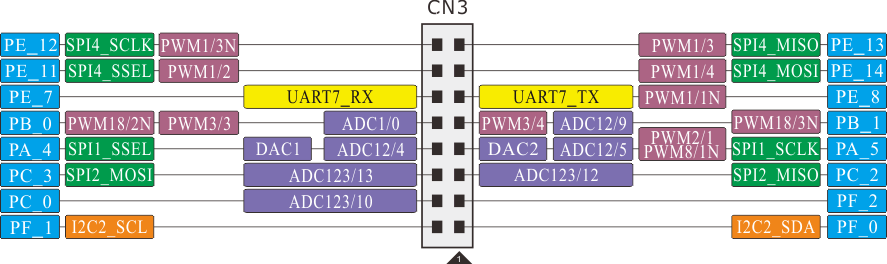 CN3
PE_12 SPI4_SCLK PWM1/3N PWM1/3 SPI4_MISO PE_13
PE_11 SPI4_SSEL PWM1/2 PWM1/4 SPI4_MOSI PE_14
PE_7 UART7_RX UART7_TX PWM1/1N PE_8
PB_0 PWM18/2N PWM3/3 ADC1/0 PWM3/4 ADC12/9 PWM18/3N PB_1
PA_4 SPI1_SSEL DAC1 ADC12/4 DAC2 ADC12/5 PWM2/1 PWM8/1N SPI1_SCLK PA_5
PC_3 SPI2_MOSI ADC123/13 ADC123/12 SPI2_MISO PC_2
PC_0 ADC123/10 PF_2
PF_1 I2C2_SCL I2C2_SDA PF_0
1